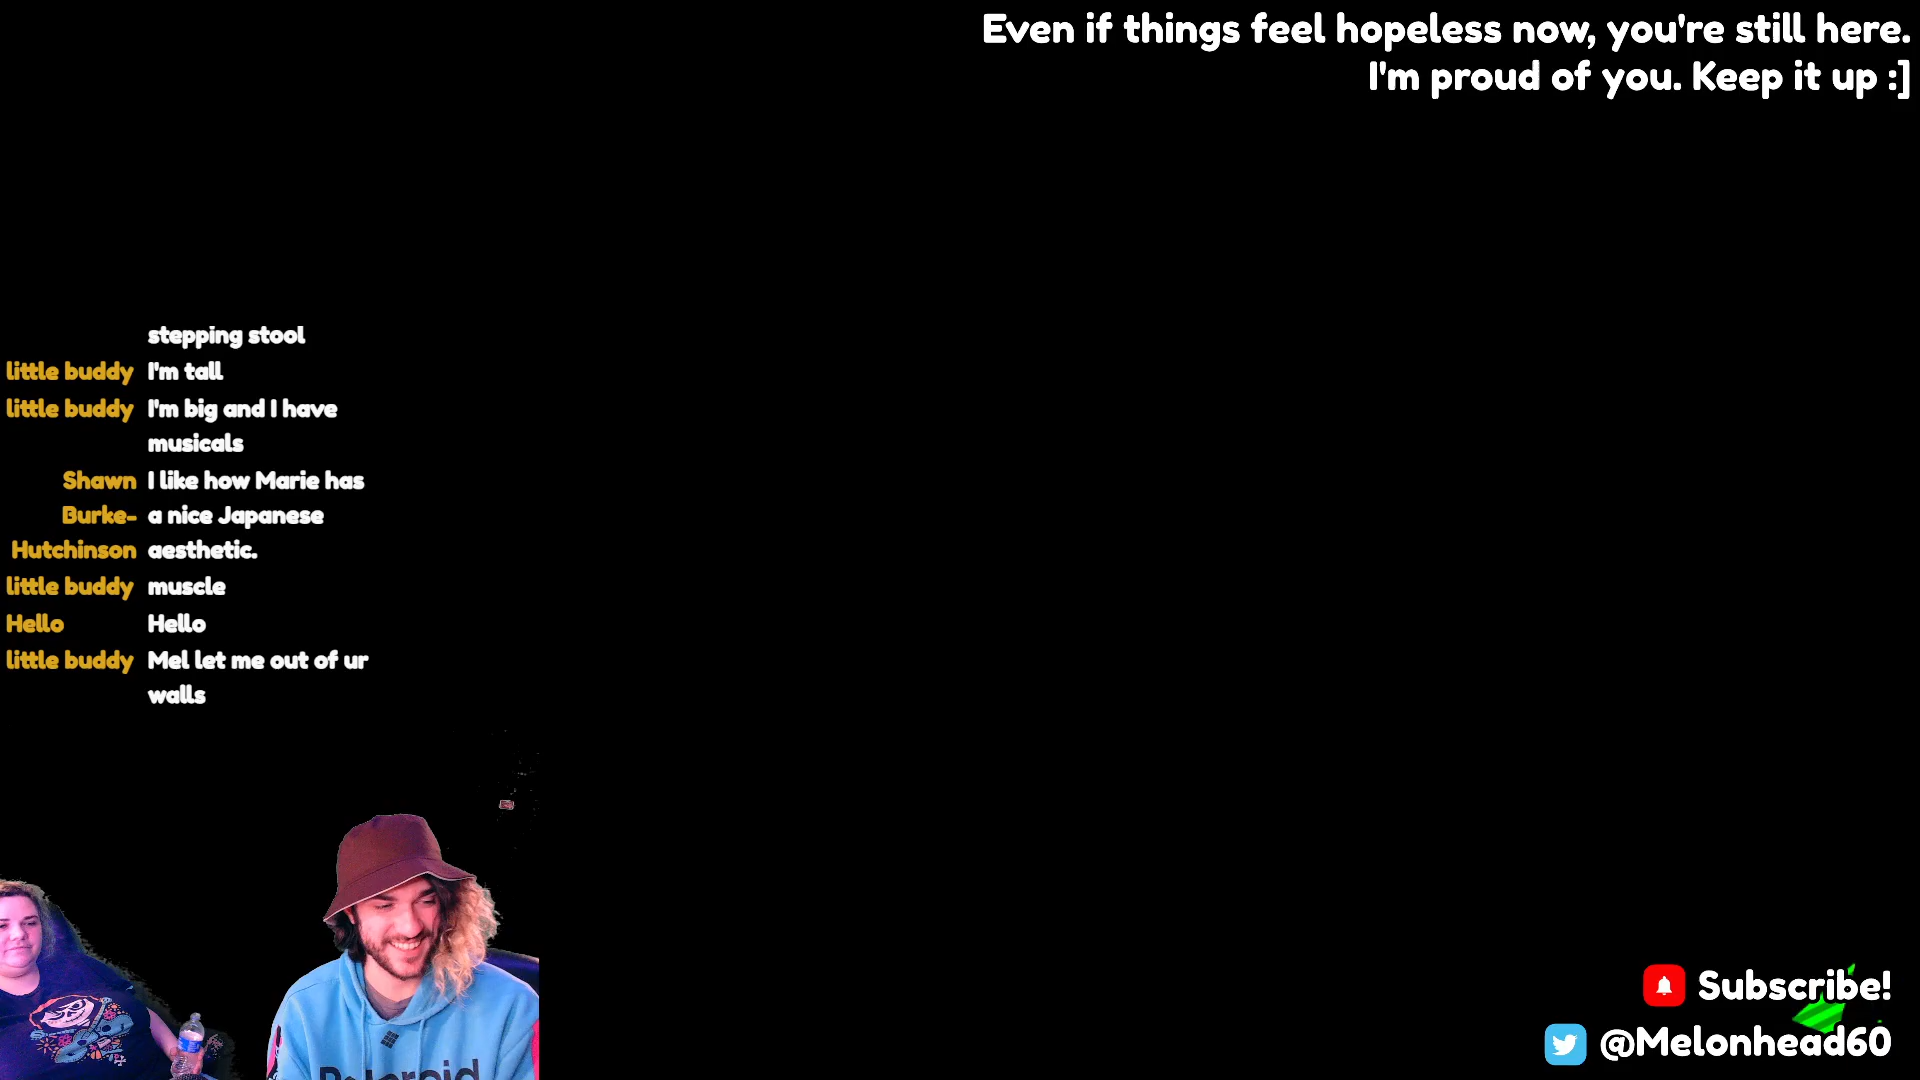 Even if things feel hopeless now, you're still here.
I'm proud of you. Keep it up :]
stepping stool
little buddy I'm tall
little buddy I'm big and I have
musicals
Shawn I like how Marie has
Burke- a nice Japanese
Hutchinson aesthetic.
little buddy muscle
Hello Hello
little buddy Mel let me out of ur
walls
Polaroid
Subscribe!
@Melonhead60